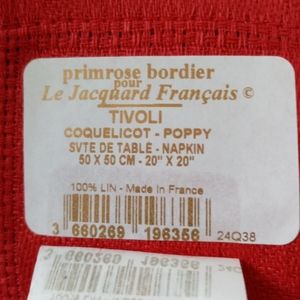 primrose bordier
pour
Le Jacquard Français ©
TIVOLI
COQUELICOT - POPPY
SVTE DE TABLE - NAPKIN
50 X 50 CM - 20" X 20"
100% LIN - Made in France
3 660269 196356
24Q38